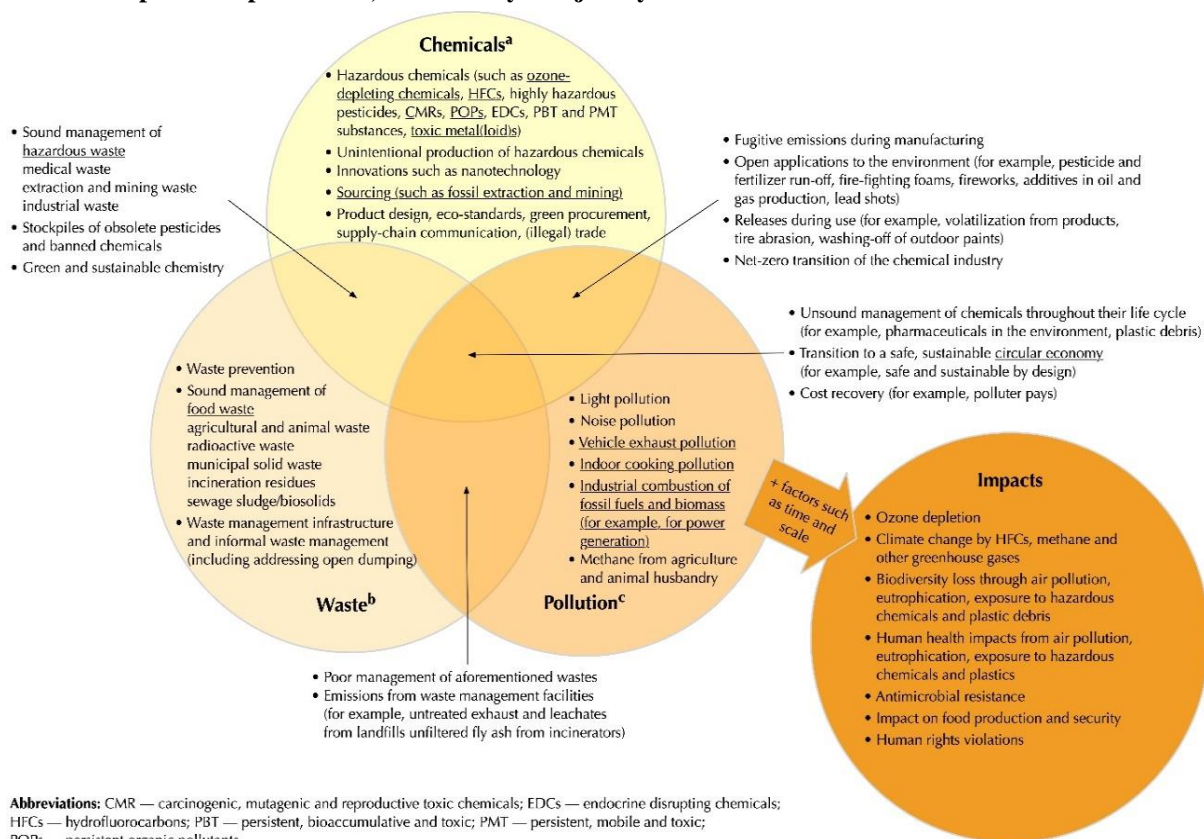 Chemicalsᵃ
• Hazardous chemicals (such as ozone-
depleting chemicals, HFCs, highly hazardous
pesticides, CMRs, POPs, EDCs, PBT and PMT
substances, toxic metal(loid)s)
• Unintentional production of hazardous chemicals
• Innovations such as nanotechnology
• Sourcing (such as fossil extraction and mining)
• Product design, eco-standards, green procurement,
supply-chain communication, (illegal) trade
• Sound management of
hazardous waste
medical waste
extraction and mining waste
industrial waste
• Stockpiles of obsolete pesticides
and banned chemicals
• Green and sustainable chemistry
• Fugitive emissions during manufacturing
• Open applications to the environment (for example, pesticide and
fertilizer run-off, fire-fighting foams, fireworks, additives in oil and
gas production, lead shots)
• Releases during use (for example, volatilization from products,
tire abrasion, washing-off of outdoor paints)
• Net-zero transition of the chemical industry
• Unsound management of chemicals throughout their life cycle
(for example, pharmaceuticals in the environment, plastic debris)
• Transition to a safe, sustainable circular economy
(for example, safe and sustainable by design)
• Cost recovery (for example, polluter pays)
• Waste prevention
• Sound management of
food waste
agricultural and animal waste
radioactive waste
municipal solid waste
incineration residues
sewage sludge/biosolids
• Waste management infrastructure
and informal waste management
(including addressing open dumping)
Wasteᵇ
• Light pollution
• Noise pollution
• Vehicle exhaust pollution
• Indoor cooking pollution
• Industrial combustion of
fossil fuels and biomass
(for example, for power
generation)
• Methane from agriculture
and animal husbandry
Pollutionᶜ
+ factors such
as time and
scale
Impacts
• Ozone depletion
• Climate change by HFCs, methane and
other greenhouse gases
• Biodiversity loss through air pollution,
eutrophication, exposure to hazardous
chemicals and plastic debris
• Human health impacts from air pollution,
eutrophication, exposure to hazardous
chemicals and plastics
• Antimicrobial resistance
• Impact on food production and security
• Human rights violations
• Poor management of aforementioned wastes
• Emissions from waste management facilities
(for example, untreated exhaust and leachates
from landfills unfiltered fly ash from incinerators)
Abbreviations: CMR — carcinogenic, mutagenic and reproductive toxic chemicals; EDCs — endocrine disrupting chemicals;
HFCs — hydrofluorocarbons; PBT — persistent, bioaccumulative and toxic; PMT — persistent, mobile and toxic;
POPs — persistent organic pollutants